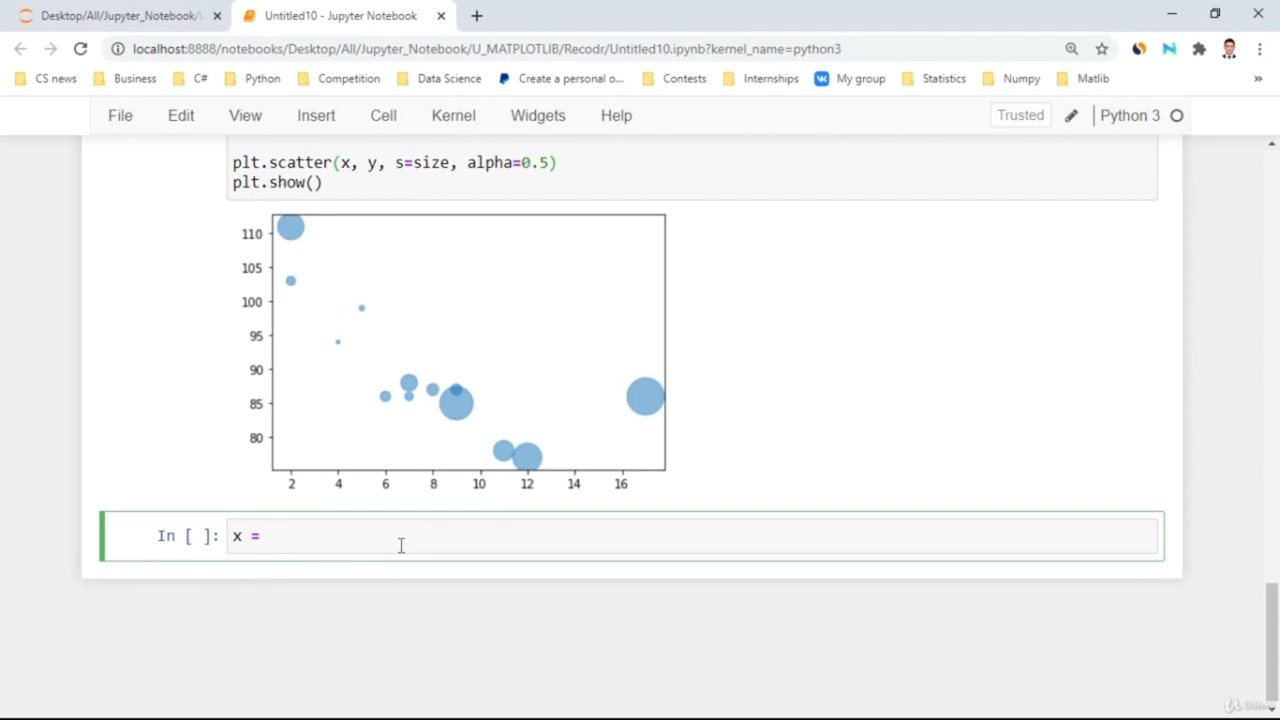 Desktop/All/Jupyter_Notebook/
Untitled10 - Jupyter Notebook
localhost:8888/notebooks/Desktop/All/Jupyter_Notebook/U_MATPLOTLIB/Recodr/Untitled10.ipynb?kernel_name=python3
CS news Business C# Python Competition Data Science Create a personal o... Contests Internships My group Statistics Numpy Matlib »
File Edit View Insert Cell Kernel Widgets Help Trusted Python 3
plt.scatter(x, y, s=size, alpha=0.5)
plt.show()
110
105
100
95
90
85
80
2 4 6 8 10 12 14 16
In [ ]: x =
Udemy